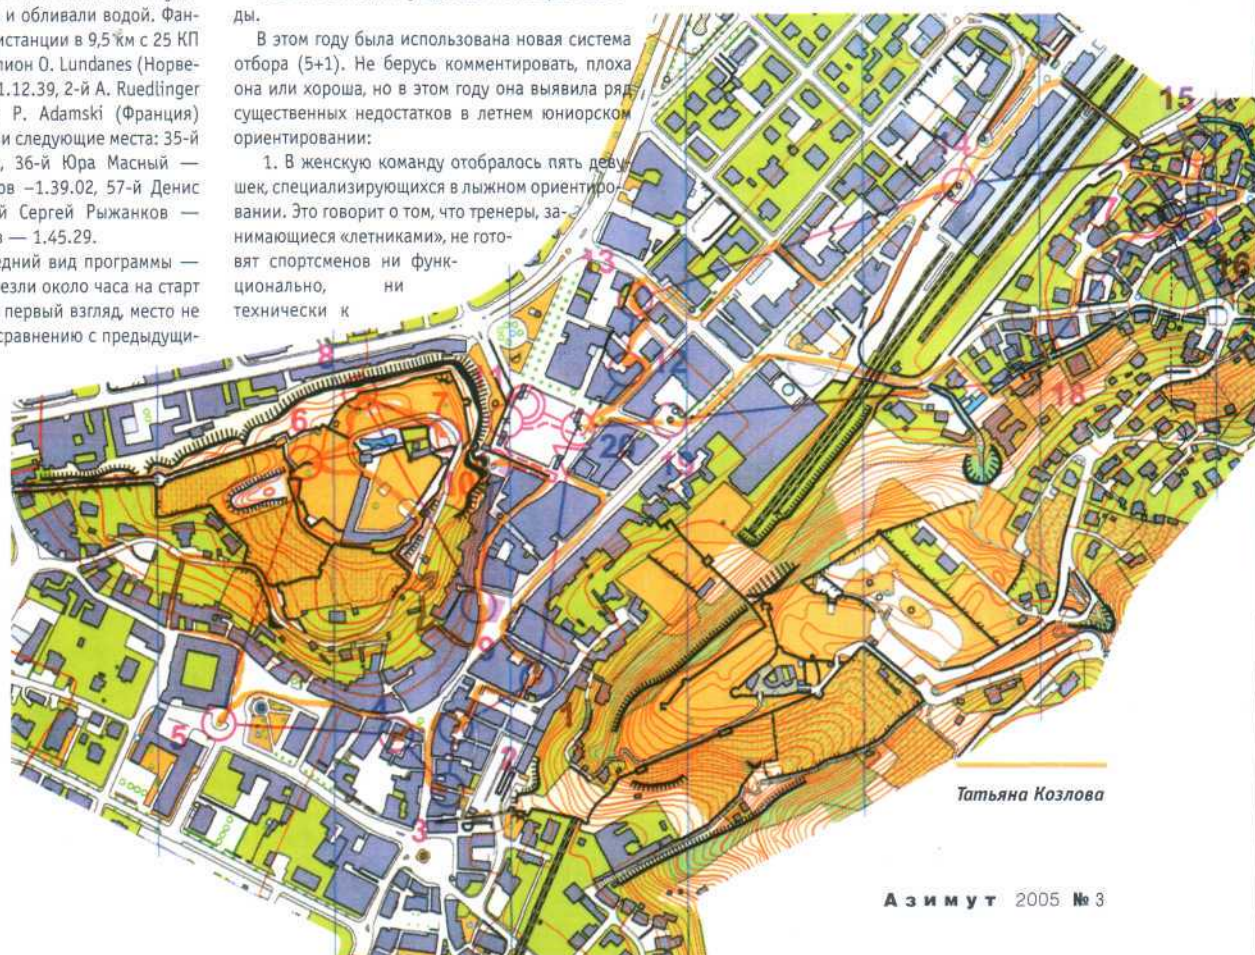 и обливали водой. Фан-
истанции в 9,5 км с 25 КП
пион O. Lundanes (Норве-
1.12.39, 2-й A. Ruedlinger
P. Adamski (Франция)
и следующие места: 35-й
36-й Юра Масный —
ов –1.39.02, 57-й Денис
й Сергей Рыжанков —
в — 1.45.29.
едний вид программы —
езли около часа на старт
первый взгляд, место не
сравнению с предыдущи-
ды.
В этом году была использована новая система
отбора (5+1). Не берусь комментировать, плоха
она или хороша, но в этом году она выявила ряд
существенных недостатков в летнем юниорском
ориентировании:
1. В женскую команду отобралось пять деву-
шек, специализирующихся в лыжном ориентиро-
вании. Это говорит о том, что тренеры, за-
нимающиеся «летниками», не гото-
вят спортсменов ни функ-
ционально, ни
технически к
15
14
13
17
16
8
12
18
6
7
20
19
10
9
4
1
5
2
3
Татьяна Козлова
Азимут 2005 № 3